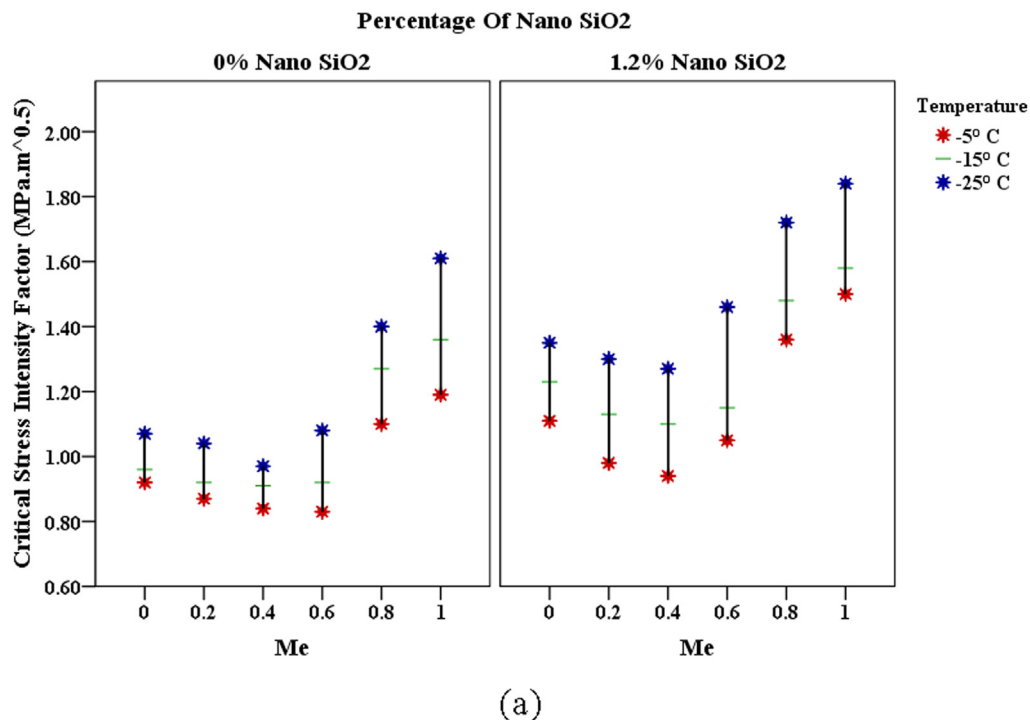 Percentage Of Nano SiO2
0% Nano SiO2
1.2% Nano SiO2
Critical Stress Intensity Factor (MPa.m^0.5)
2.00
1.80
1.60
1.40
1.20
1.00
0.80
0.60
0 0.2 0.4 0.6 0.8 1
Me
0 0.2 0.4 0.6 0.8 1
Me
Temperature
-5° C
-15° C
-25° C
(a)